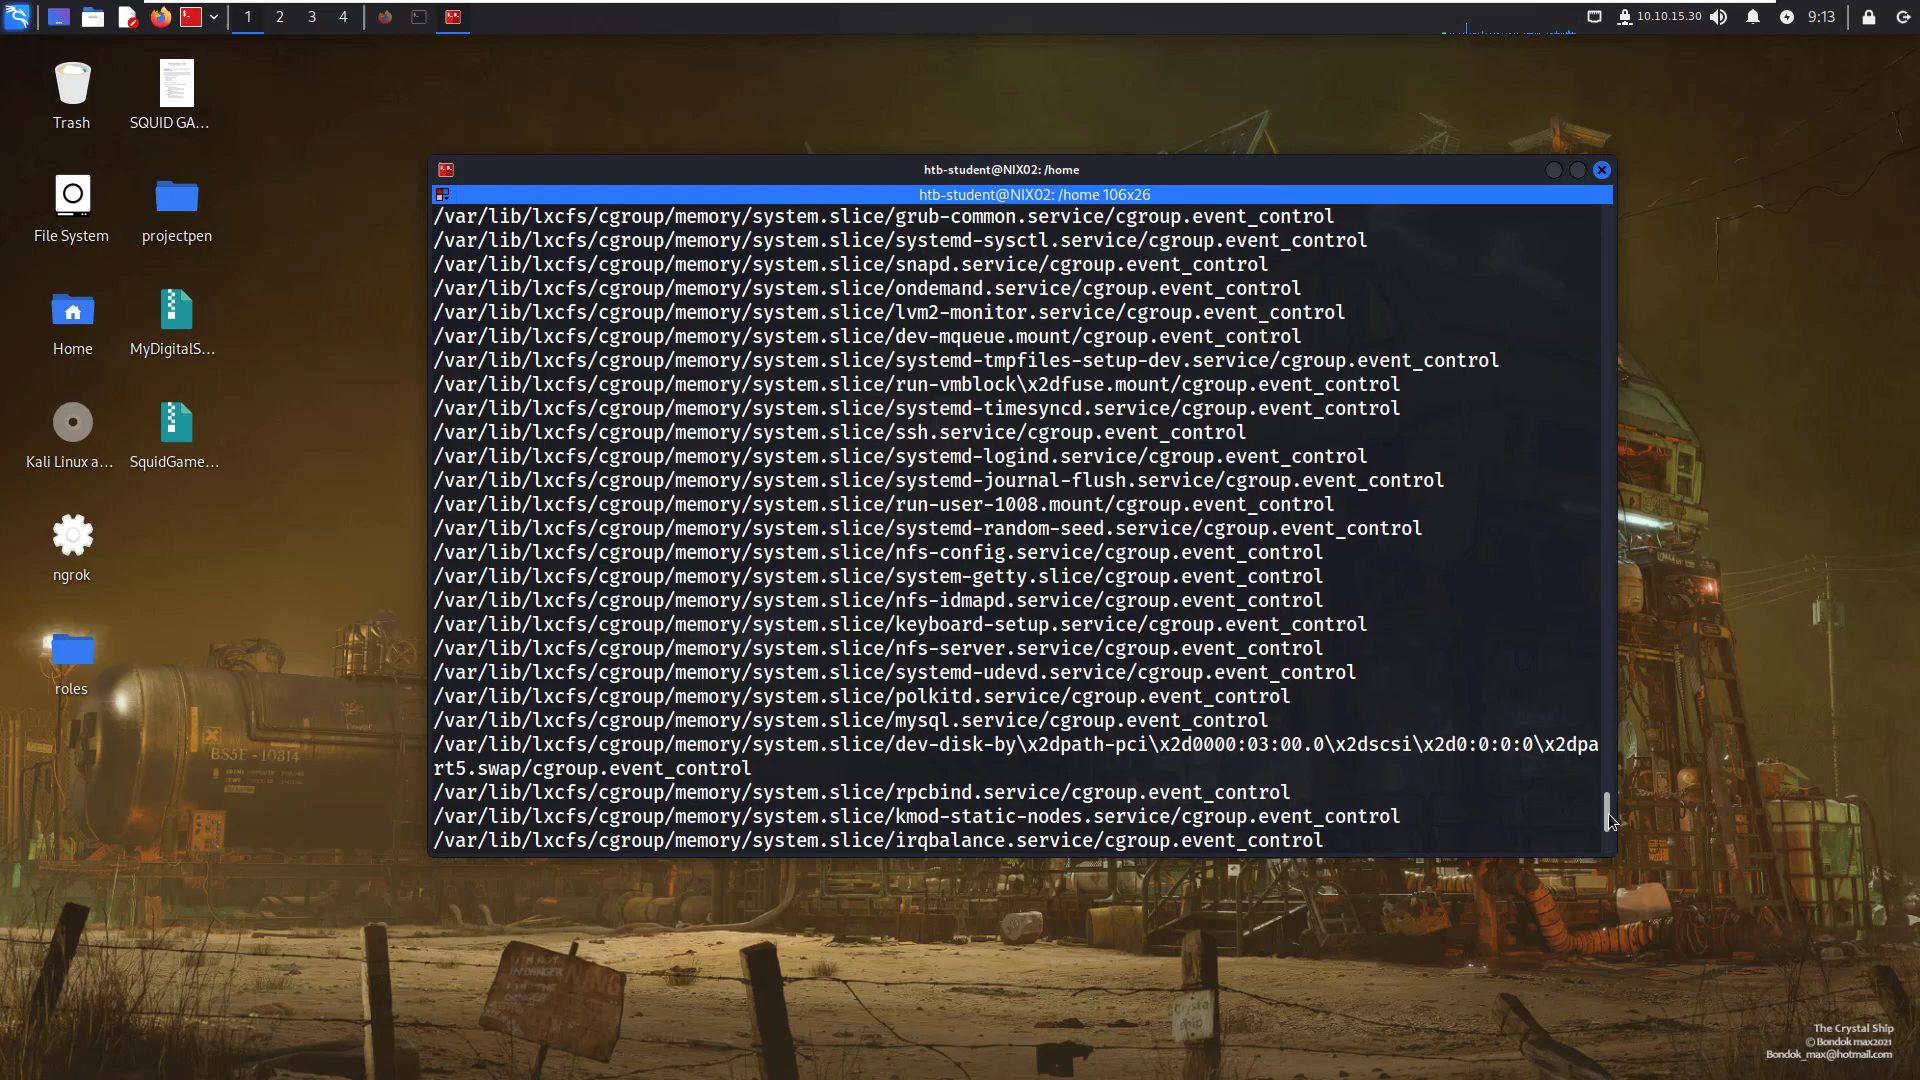 1 2 3 4
10.10.15.30
9:13
Trash
SQUID GA...
File System
projectpen
Home
MyDigitalS...
Kali Linux a...
SquidGame...
ngrok
roles
htb-student@NIX02: /home
htb-student@NIX02: /home 106x26
/var/lib/lxcfs/cgroup/memory/system.slice/grub-common.service/cgroup.event_control
/var/lib/lxcfs/cgroup/memory/system.slice/systemd-sysctl.service/cgroup.event_control
/var/lib/lxcfs/cgroup/memory/system.slice/snapd.service/cgroup.event_control
/var/lib/lxcfs/cgroup/memory/system.slice/ondemand.service/cgroup.event_control
/var/lib/lxcfs/cgroup/memory/system.slice/lvm2-monitor.service/cgroup.event_control
/var/lib/lxcfs/cgroup/memory/system.slice/dev-mqueue.mount/cgroup.event_control
/var/lib/lxcfs/cgroup/memory/system.slice/systemd-tmpfiles-setup-dev.service/cgroup.event_control
/var/lib/lxcfs/cgroup/memory/system.slice/run-vmblock\x2dfuse.mount/cgroup.event_control
/var/lib/lxcfs/cgroup/memory/system.slice/systemd-timesyncd.service/cgroup.event_control
/var/lib/lxcfs/cgroup/memory/system.slice/ssh.service/cgroup.event_control
/var/lib/lxcfs/cgroup/memory/system.slice/systemd-logind.service/cgroup.event_control
/var/lib/lxcfs/cgroup/memory/system.slice/systemd-journal-flush.service/cgroup.event_control
/var/lib/lxcfs/cgroup/memory/system.slice/run-user-1008.mount/cgroup.event_control
/var/lib/lxcfs/cgroup/memory/system.slice/systemd-random-seed.service/cgroup.event_control
/var/lib/lxcfs/cgroup/memory/system.slice/nfs-config.service/cgroup.event_control
/var/lib/lxcfs/cgroup/memory/system.slice/system-getty.slice/cgroup.event_control
/var/lib/lxcfs/cgroup/memory/system.slice/nfs-idmapd.service/cgroup.event_control
/var/lib/lxcfs/cgroup/memory/system.slice/keyboard-setup.service/cgroup.event_control
/var/lib/lxcfs/cgroup/memory/system.slice/nfs-server.service/cgroup.event_control
/var/lib/lxcfs/cgroup/memory/system.slice/systemd-udevd.service/cgroup.event_control
/var/lib/lxcfs/cgroup/memory/system.slice/polkitd.service/cgroup.event_control
/var/lib/lxcfs/cgroup/memory/system.slice/mysql.service/cgroup.event_control
/var/lib/lxcfs/cgroup/memory/system.slice/dev-disk-by\x2dpath-pci\x2d0000:03:00.0\x2dscsi\x2d0:0:0:0\x2dpa
rt5.swap/cgroup.event_control
/var/lib/lxcfs/cgroup/memory/system.slice/rpcbind.service/cgroup.event_control
/var/lib/lxcfs/cgroup/memory/system.slice/kmod-static-nodes.service/cgroup.event_control
/var/lib/lxcfs/cgroup/memory/system.slice/irqbalance.service/cgroup.event_control
BS5E-10314
Crystal
Ship
The Crystal Ship
© Bondok max2021
Bondok_max@hotmail.com